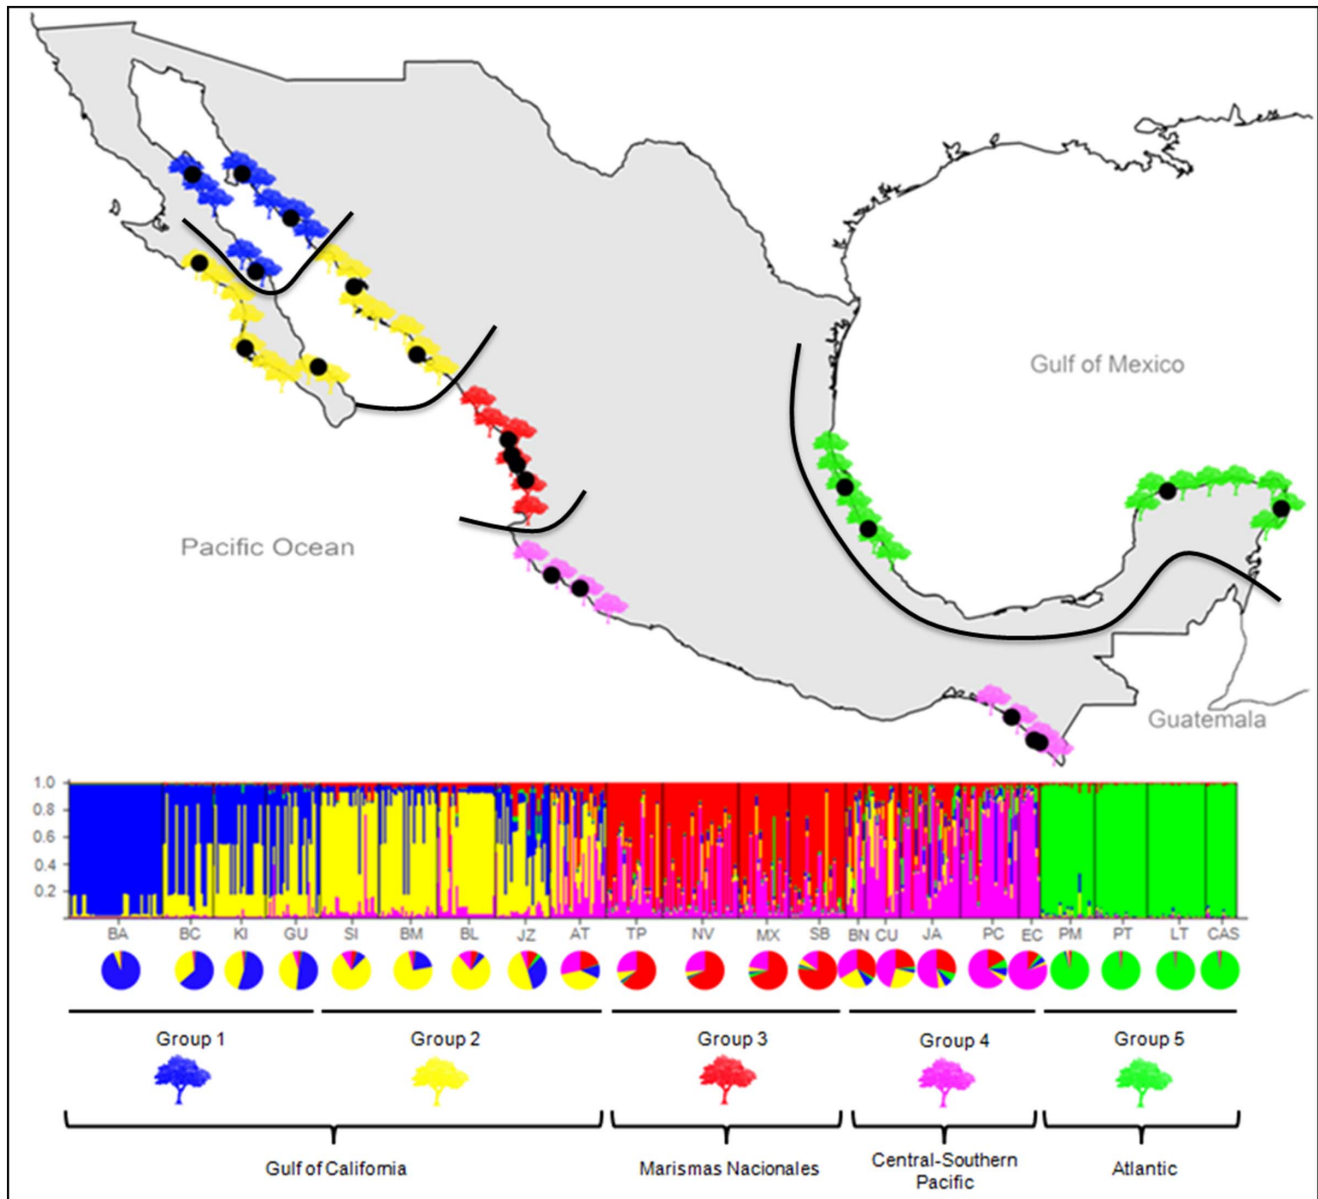 Gulf of Mexico
Pacific Ocean
Guatemala
1.0
0.8
0.6
0.4
0.2
BA BC KI GU SI BM BL JZ AT TP NV MX SB BN CU JA PC EC PM PT LT CAS
Group 1 Group 2 Group 3 Group 4 Group 5
Gulf of California Marismas Nacionales Central-Southern Atlantic
Pacific